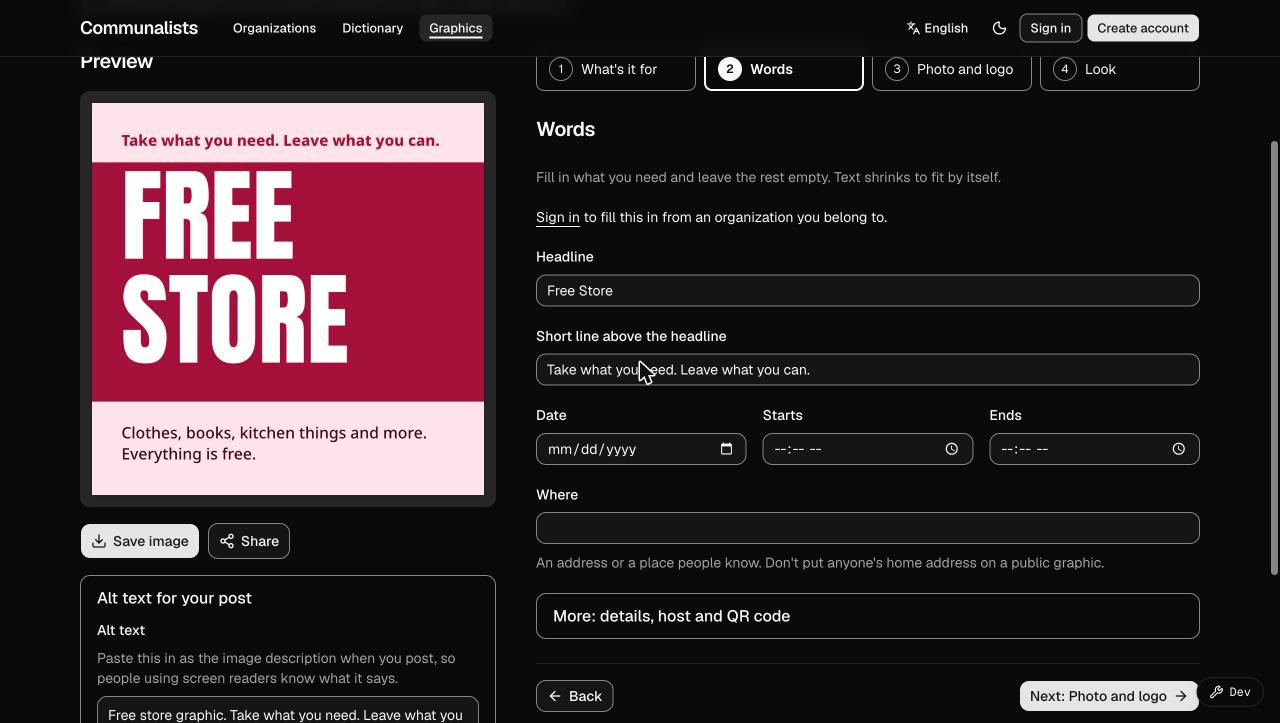 Communalists
Organizations
Dictionary
Graphics
English
Sign in
Create account
Preview
Take what you need. Leave what you can.
FREE
STORE
Clothes, books, kitchen things and more.
Everything is free.
Save image
Share
Alt text for your post
Alt text
Paste this in as the image description when you post, so
people using screen readers know what it says.
Free store graphic. Take what you need. Leave what you
1 What's it for
2 Words
3 Photo and logo
4 Look
Words
Fill in what you need and leave the rest empty. Text shrinks to fit by itself.
Sign in to fill this in from an organization you belong to.
Headline
Free Store
Short line above the headline
Take what you need. Leave what you can.
Date
Starts
Ends
mm/dd/yyyy
--:-- --
--:-- --
Where
An address or a place people know. Don't put anyone's home address on a public graphic.
More: details, host and QR code
Back
Next: Photo and logo
Dev